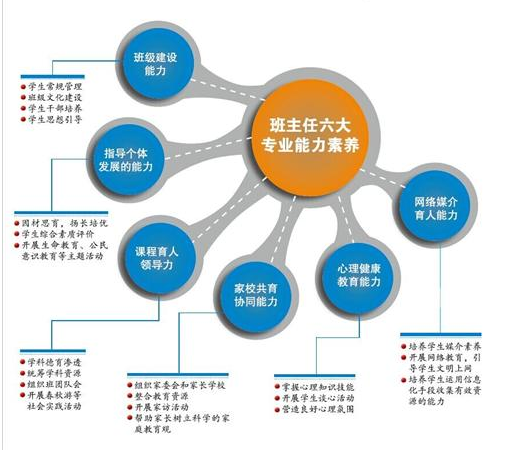 班主任六大
专业能力素养
班级建设
能力
学生常规管理
班级文化建设
学生干部培养
学生思想引导
指导个体
发展的能力
因材思育，扬长培优
学生综合素质评价
开展生命教育、公民
意识教育等主题活动
课程育人
领导力
学科德育渗透
统筹学科资源
组织班团队会
开展春秋游等
社会实践活动
家校共育
协同能力
组织家委会和家长学校
整合教育资源
开展家访活动
帮助家长树立科学的家
庭教育观
心理健康
教育能力
掌握心理知识技能
开展学生谈心活动
营造良好心理氛围
网络媒介
育人能力
培养学生媒介素养
开展网络教育，引
导学生文明上网
培养学生运用信息
化手段收集有效资
源的能力